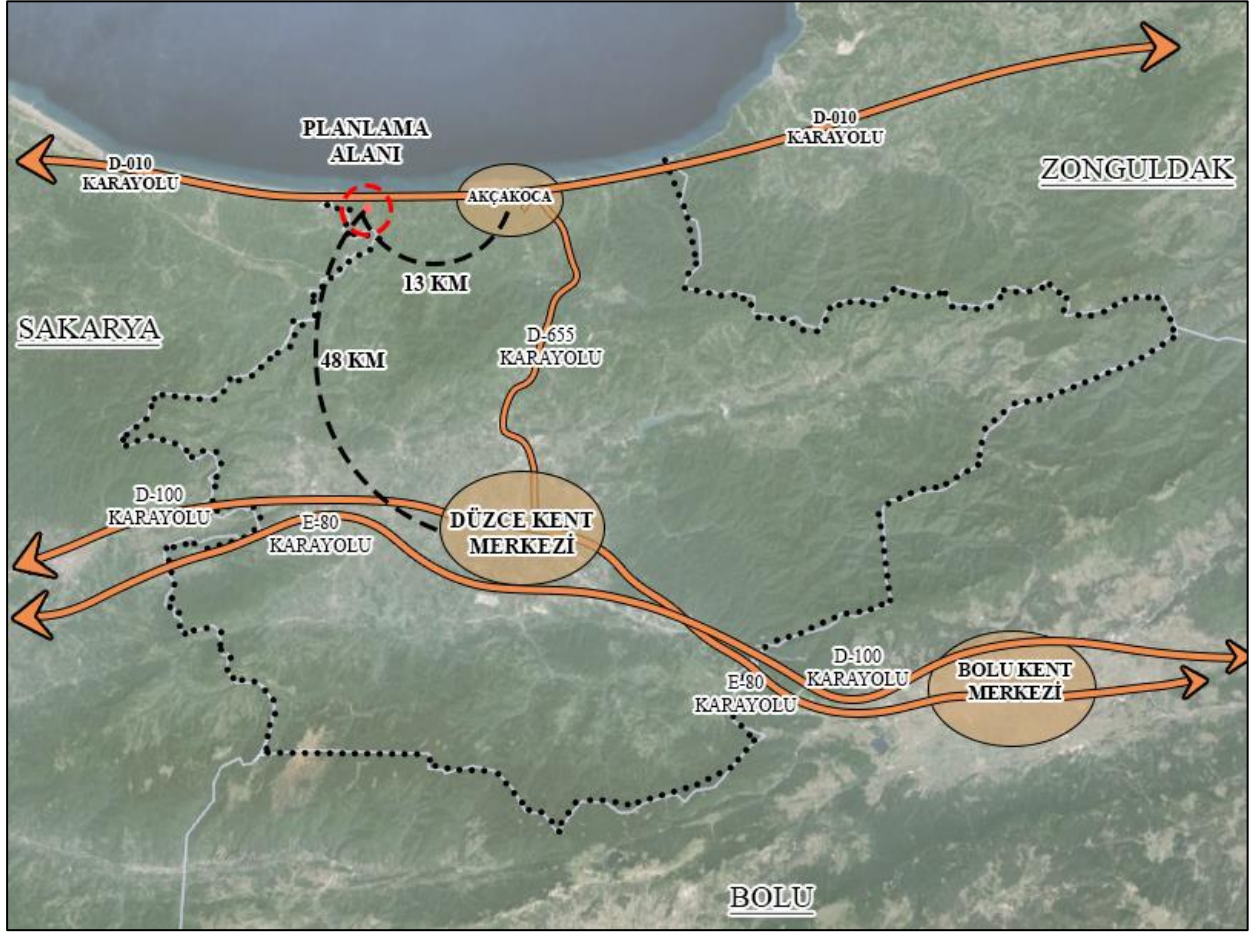 D-010
KARAYOLU
PLANLAMA
ALANI
ZONGULDAK
D-010
KARAYOLU
AKÇAKOCA
13 KM
SAKARYA
D-655
KARAYOLU
48 KM
D-100
KARAYOLU
E-80
KARAYOLU
DÜZCE KENT
MERKEZİ
D-100
KARAYOLU
BOLU KENT
MERKEZİ
E-80
KARAYOLU
BOLU